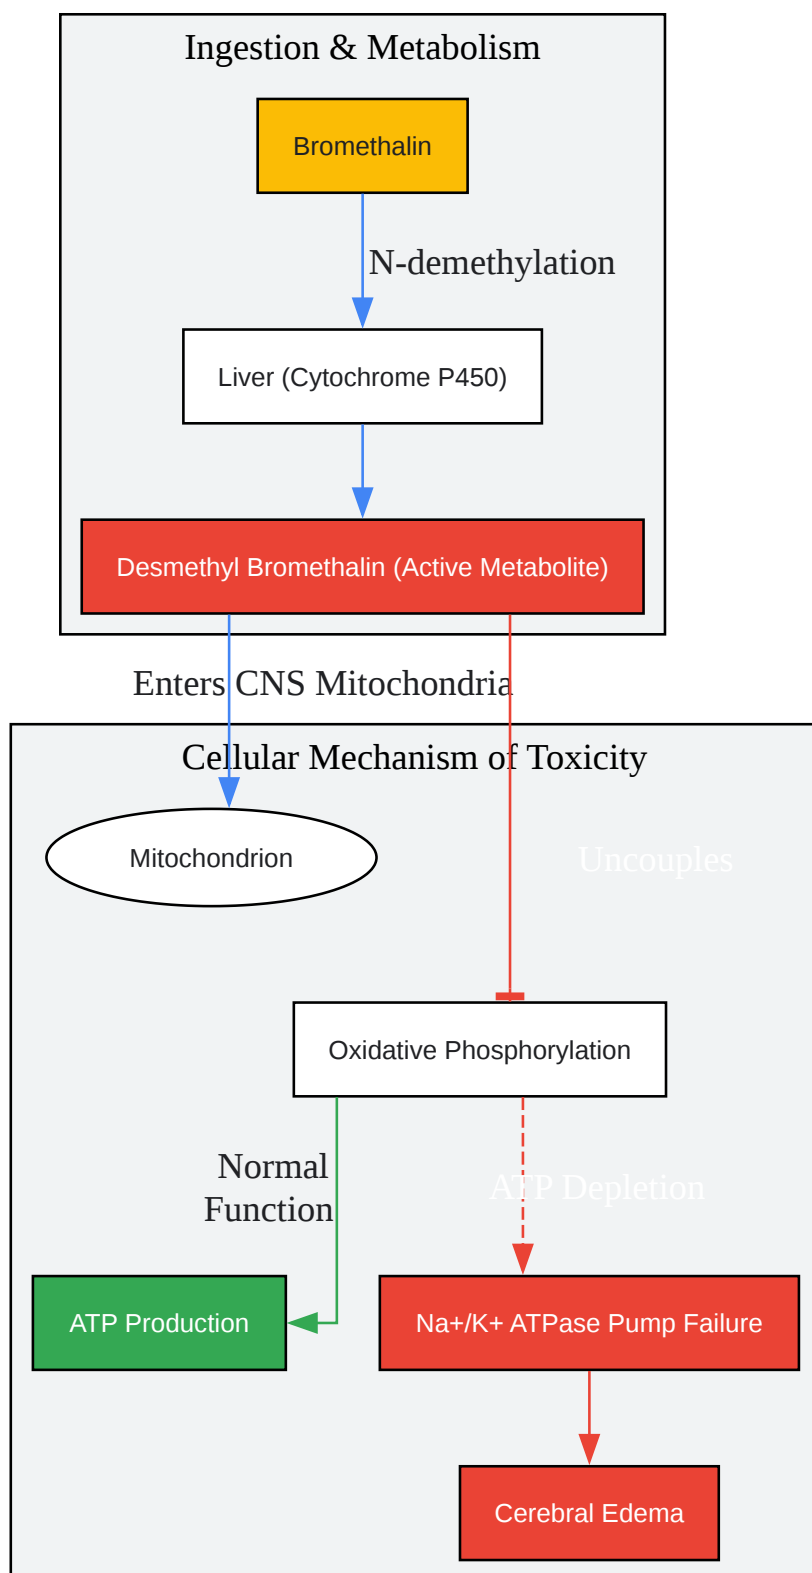 Ingestion & Metabolism
Bromethalin
N-demethylation
Liver (Cytochrome P450)
Desmethyl Bromethalin (Active Metabolite)
Enters CNS Mitochondria
Cellular Mechanism of Toxicity
Mitochondrion
Uncouples
Oxidative Phosphorylation
Normal
Function
ATP Depletion
ATP Production
Na+/K+ ATPase Pump Failure
Cerebral Edema